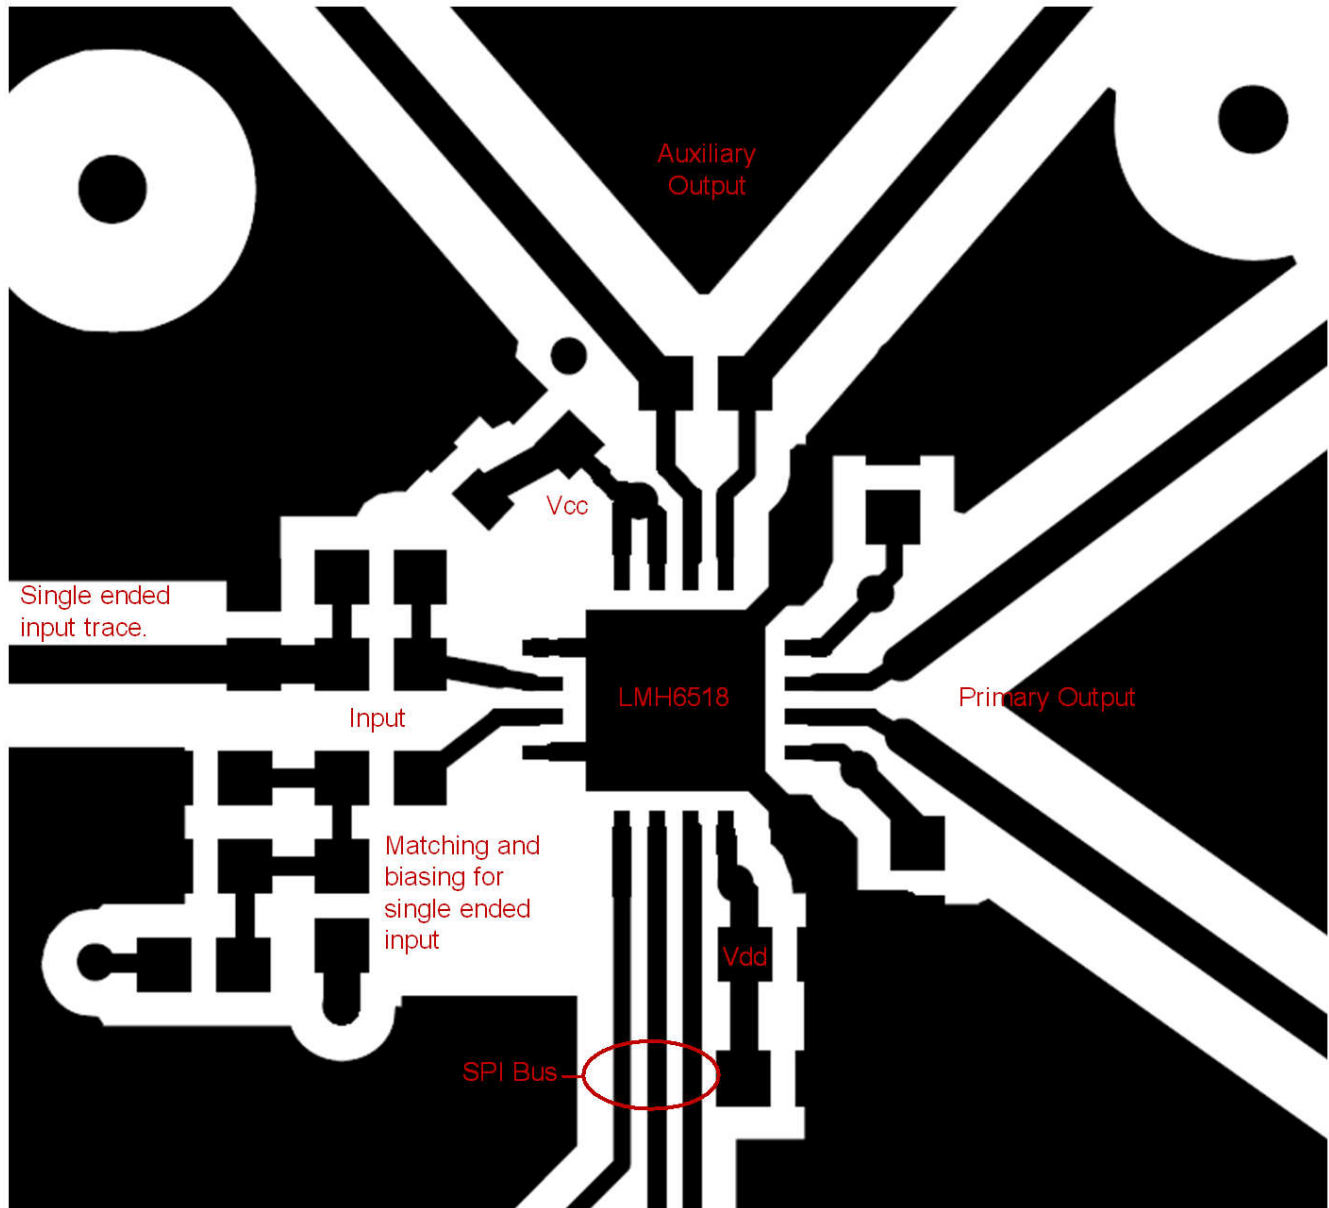 Auxiliary
Output
Vcc
Single ended
input trace.
LMH6518
Primary Output
Input
Matching and
biasing for
single ended
input
Vdd
SPI Bus